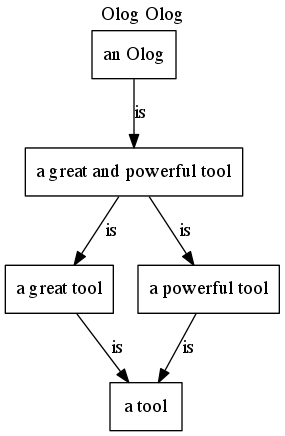 Olog Olog
an Olog
is
a great and powerful tool
is
is
a great tool
a powerful tool
is
is
a tool